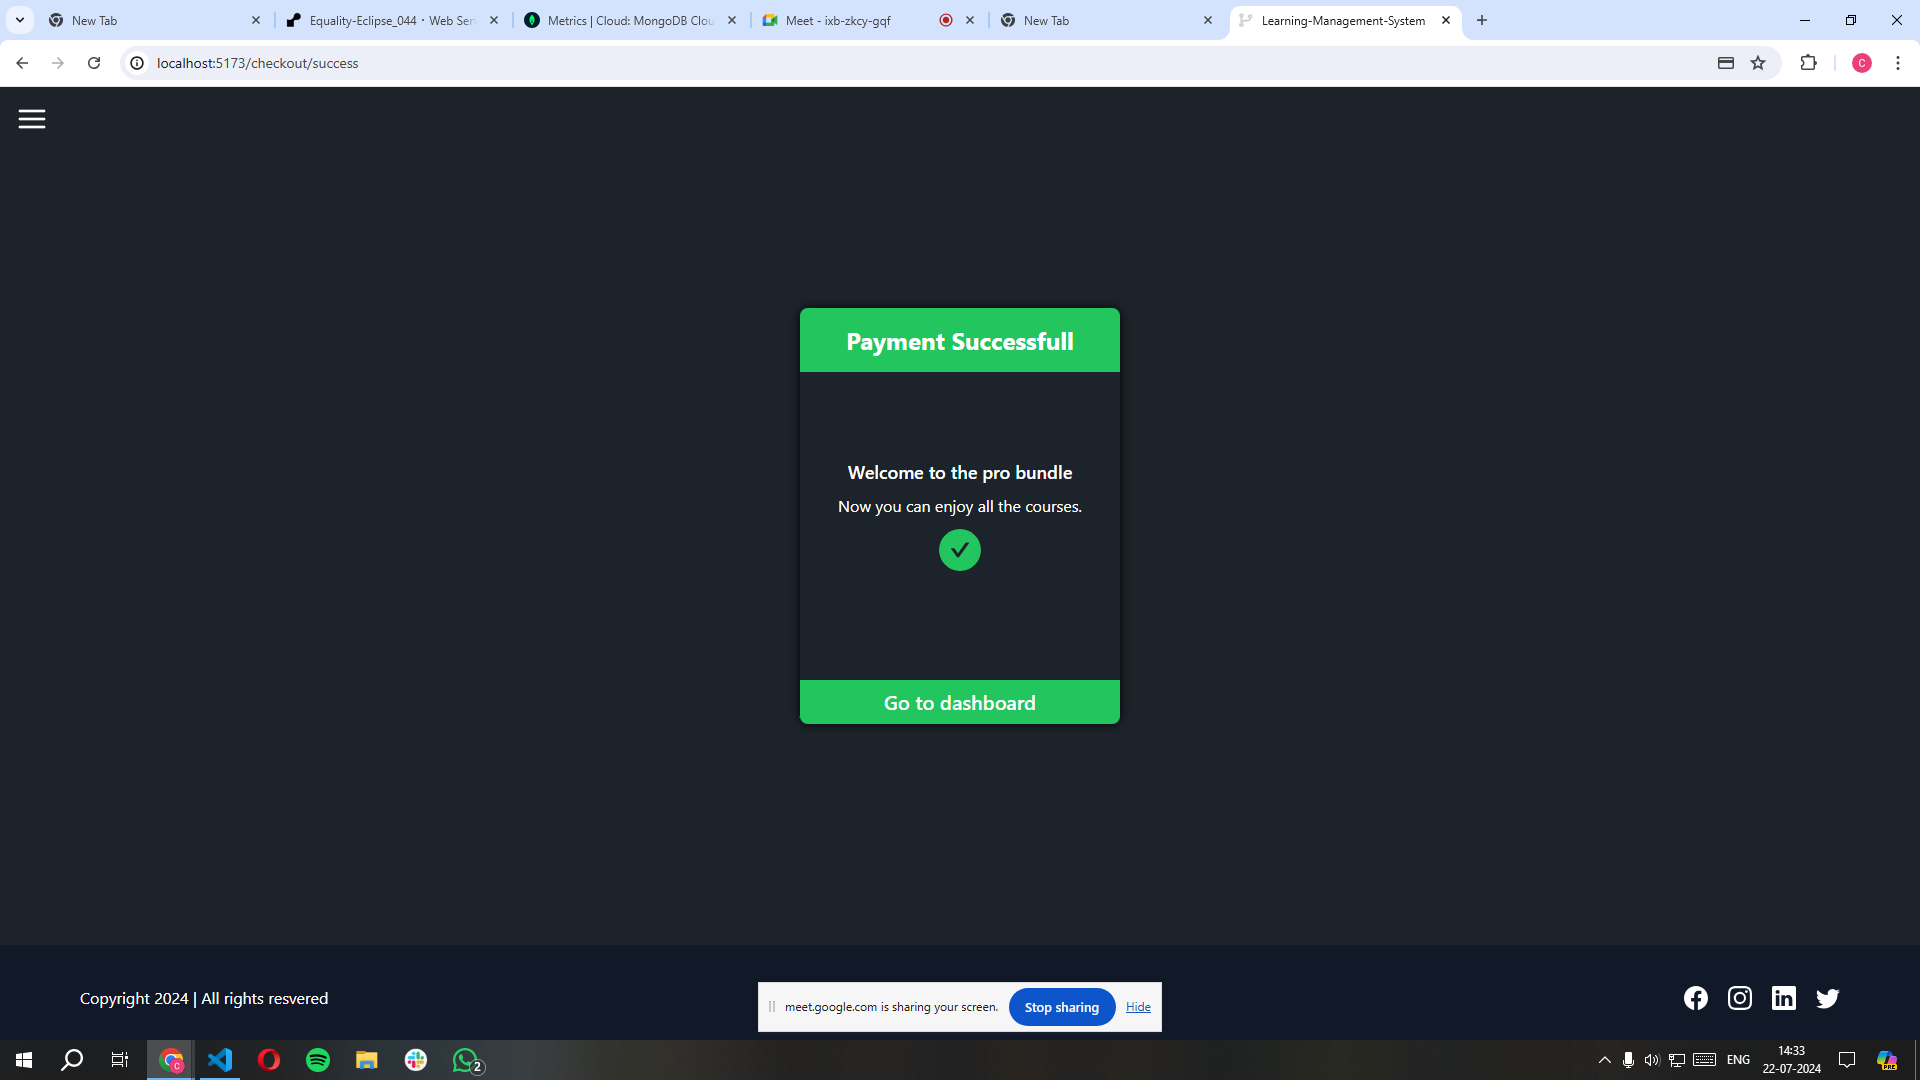 New Tab
Equality-Eclipse_044 · Web Ser
Metrics | Cloud: MongoDB Clou
Meet - ixb-zkcy-gqf
New Tab
Learning-Management-System
localhost:5173/checkout/success
C
Payment Successfull
Welcome to the pro bundle
Now you can enjoy all the courses.
Go to dashboard
Copyright 2024 | All rights resvered
meet.google.com is sharing your screen.
Stop sharing
Hide
C
2
ENG
14:33
22-07-2024
PRE